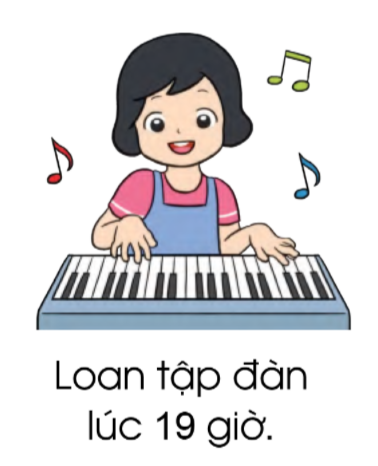 Loan tập đàn
lúc 19 giờ.